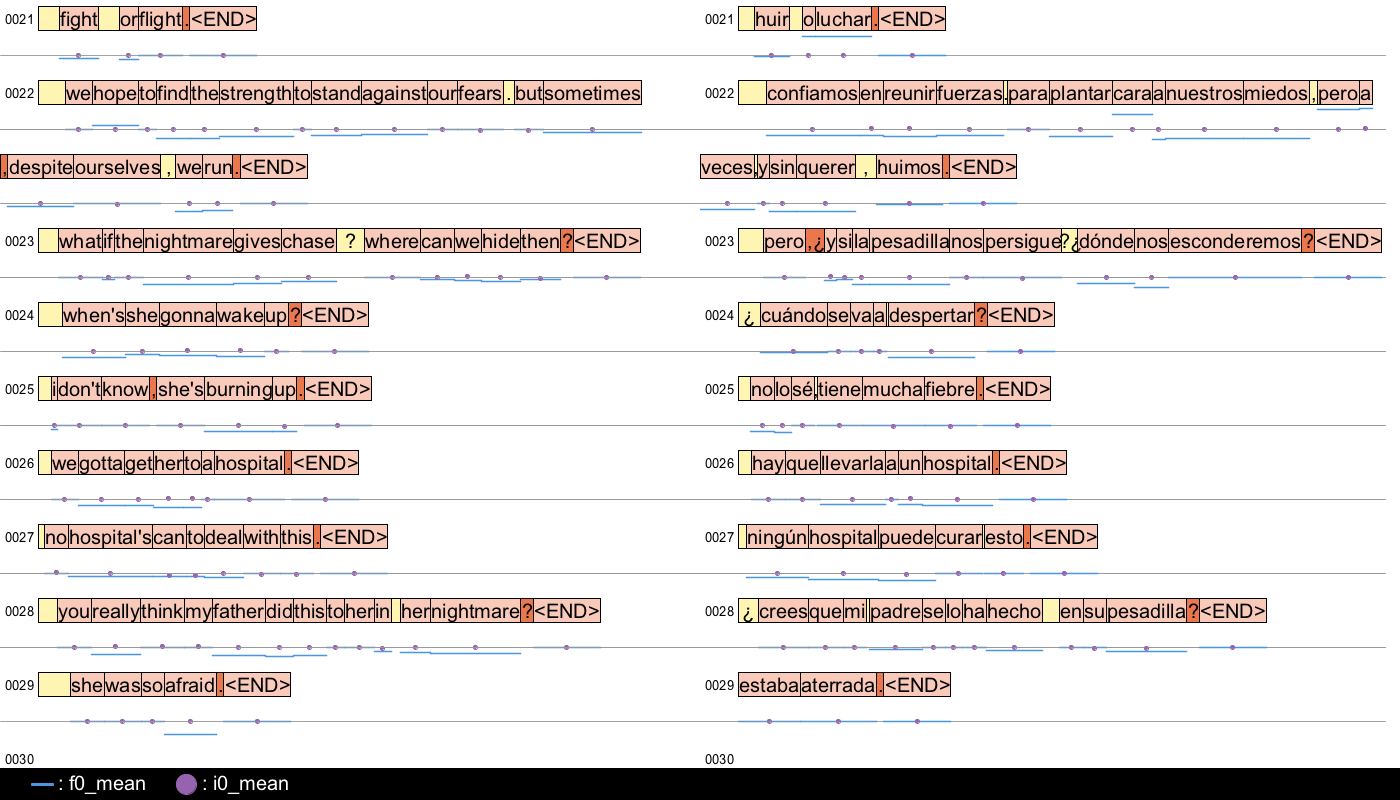 0021 fight or flight . <END>
0022 we hope to find the strength to stand against our fears . but sometimes
, despite ourselves , we run . <END>
0023 what if the nightmare gives chase ? where can we hide then ? <END>
0024 when's she gonna wake up ? <END>
0025 i don't know , she's burning up . <END>
0026 we gotta get her to a hospital . <END>
0027 no hospital's can to deal with this . <END>
0028 you really think my father did this to her in her nightmare ? <END>
0029 she was so afraid . <END>
0030
0021 huir o luchar . <END>
0022 confiamos en reunir fuerzas . para plantar cara a nuestros miedos , pero a
veces , y sin querer , huimos . <END>
0023 pero , ¿ y si la pesadilla nos persigue ? ¿ dónde nos esconderemos ? <END>
0024 ¿ cuándo se va a despertar ? <END>
0025 no lo sé , tiene mucha fiebre . <END>
0026 hay que llevarla a un hospital . <END>
0027 ningún hospital puede curar esto . <END>
0028 ¿ crees que mi padre se lo ha hecho en su pesadilla ? <END>
0029 estaba aterrada . <END>
0030
: f0_mean : i0_mean